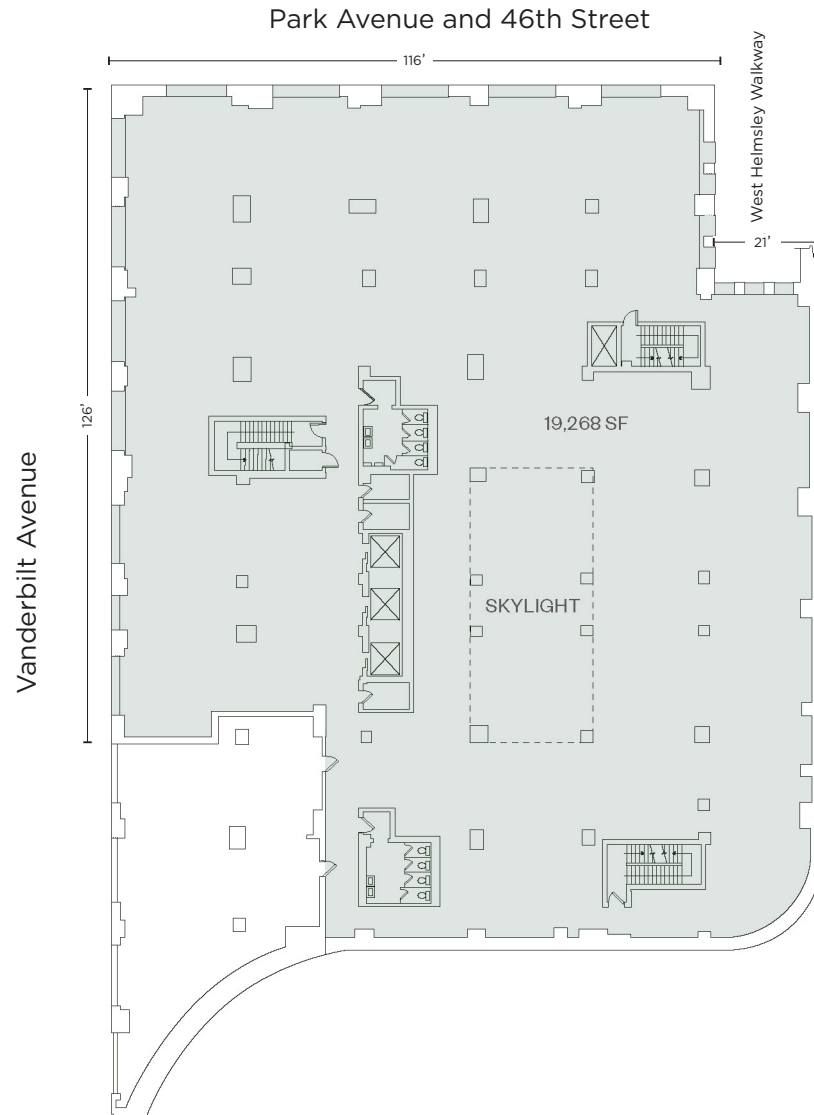 Park Avenue and 46th Street
116'
West Helmsley Walkway
21'
126'
19,268 SF
Vanderbilt Avenue
SKYLIGHT